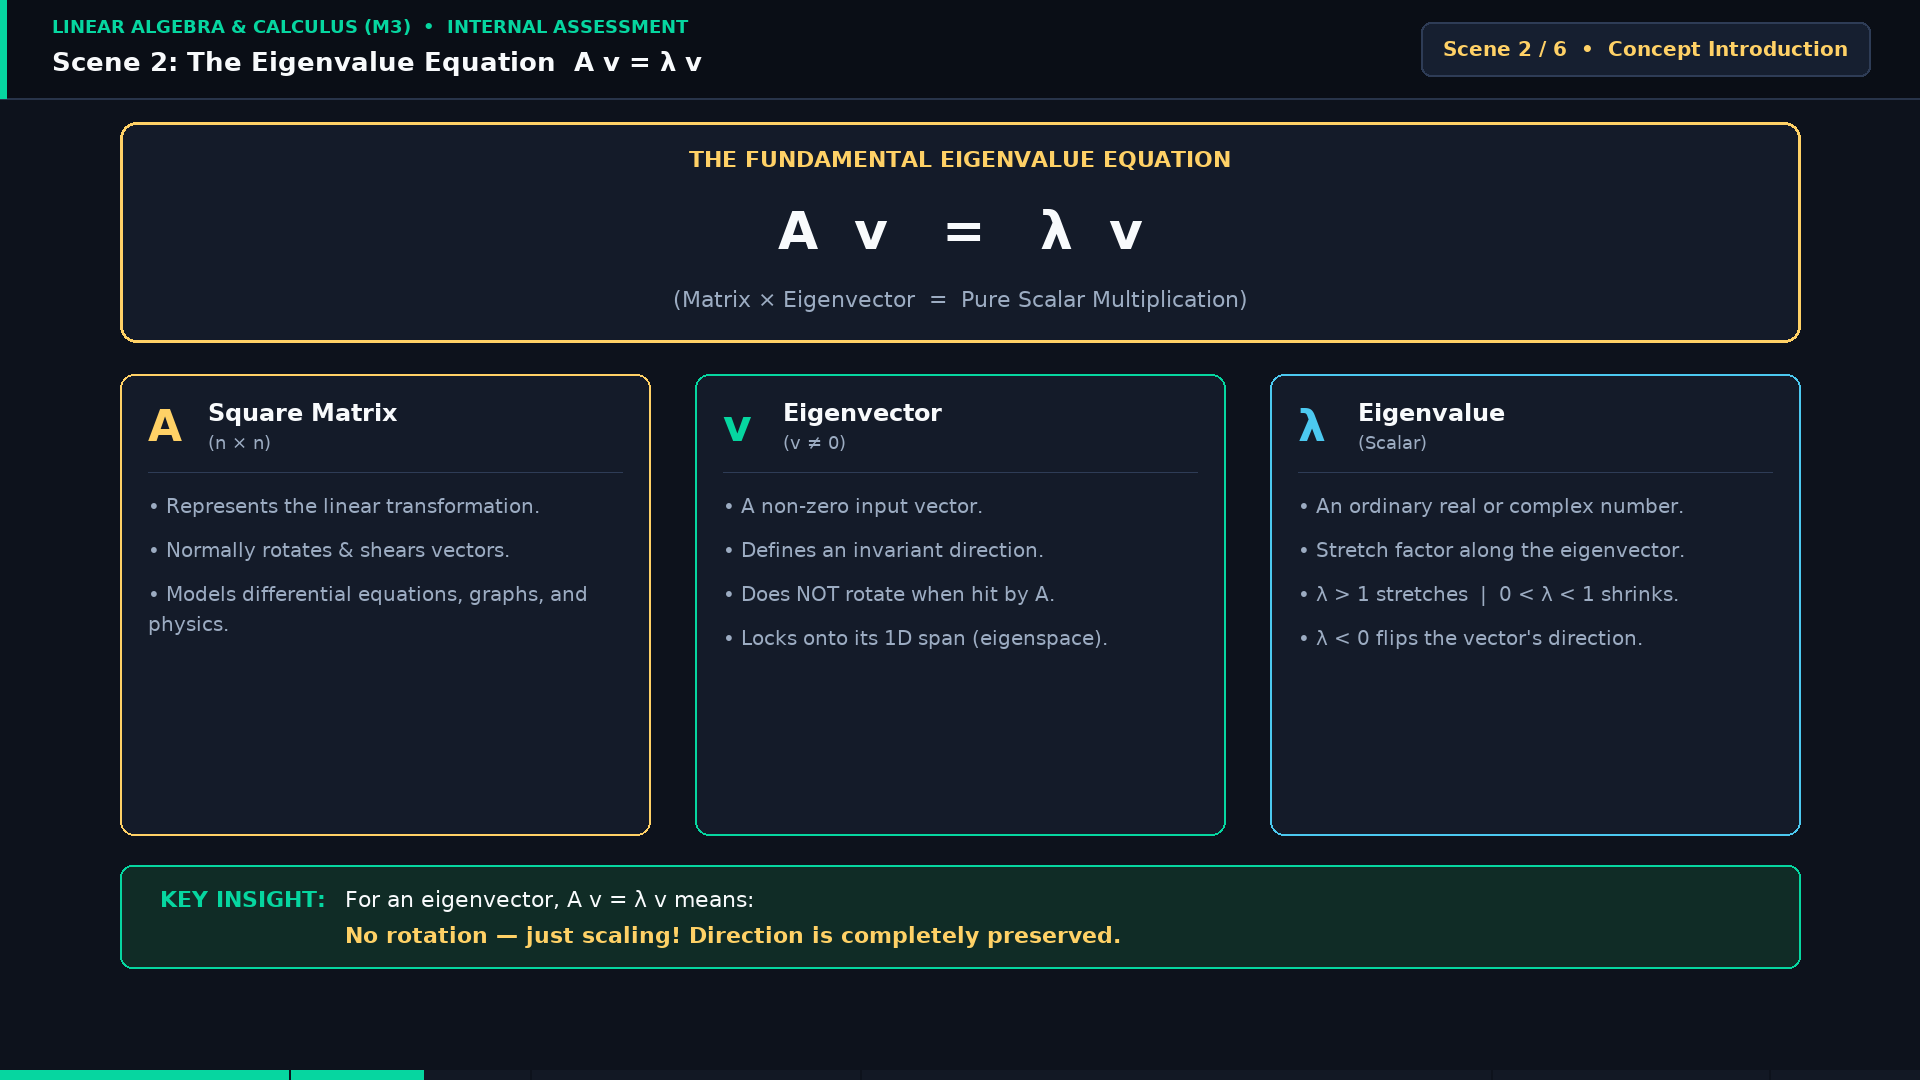 LINEAR ALGEBRA & CALCULUS (M3) • INTERNAL ASSESSMENT
Scene 2: The Eigenvalue Equation A v = λ v
Scene 2 / 6 • Concept Introduction
THE FUNDAMENTAL EIGENVALUE EQUATION
A v = λ v
(Matrix × Eigenvector = Pure Scalar Multiplication)
A
Square Matrix
(n × n)
• Represents the linear transformation.
• Normally rotates & shears vectors.
• Models differential equations, graphs, and
physics.
v
Eigenvector
(v ≠ 0)
• A non-zero input vector.
• Defines an invariant direction.
• Does NOT rotate when hit by A.
• Locks onto its 1D span (eigenspace).
λ
Eigenvalue
(Scalar)
• An ordinary real or complex number.
• Stretch factor along the eigenvector.
• λ > 1 stretches | 0 < λ < 1 shrinks.
• λ < 0 flips the vector's direction.
KEY INSIGHT: For an eigenvector, A v = λ v means:
No rotation — just scaling! Direction is completely preserved.